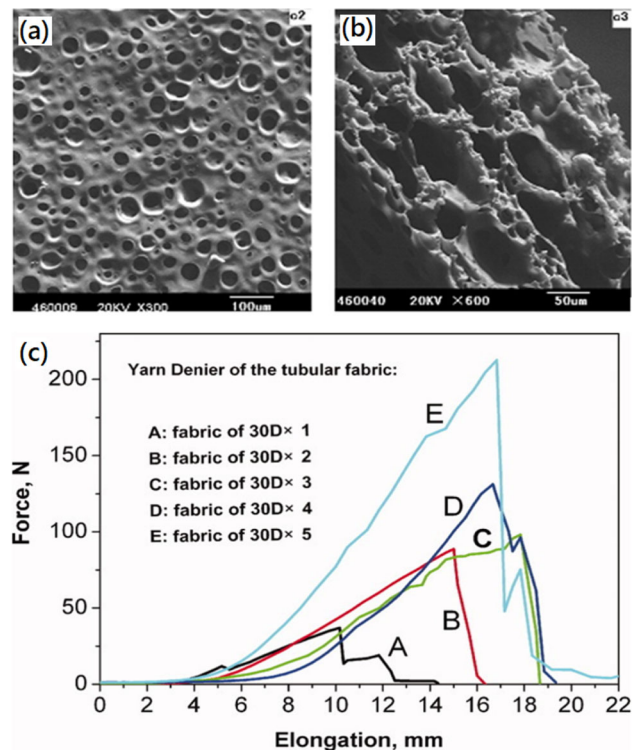 (a)
c2
460009 20KV X300 100um
(b)
c3
460040 20KV ×600 50um
(c)
Yarn Denier of the tubular fabric:
A: fabric of 30D× 1
B: fabric of 30D× 2
C: fabric of 30D× 3
D: fabric of 30D× 4
E: fabric of 30D× 5
E
D
C
B
A
Force, N
200
150
100
50
0
0 2 4 6 8 10 12 14 16 18 20 22
Elongation, mm